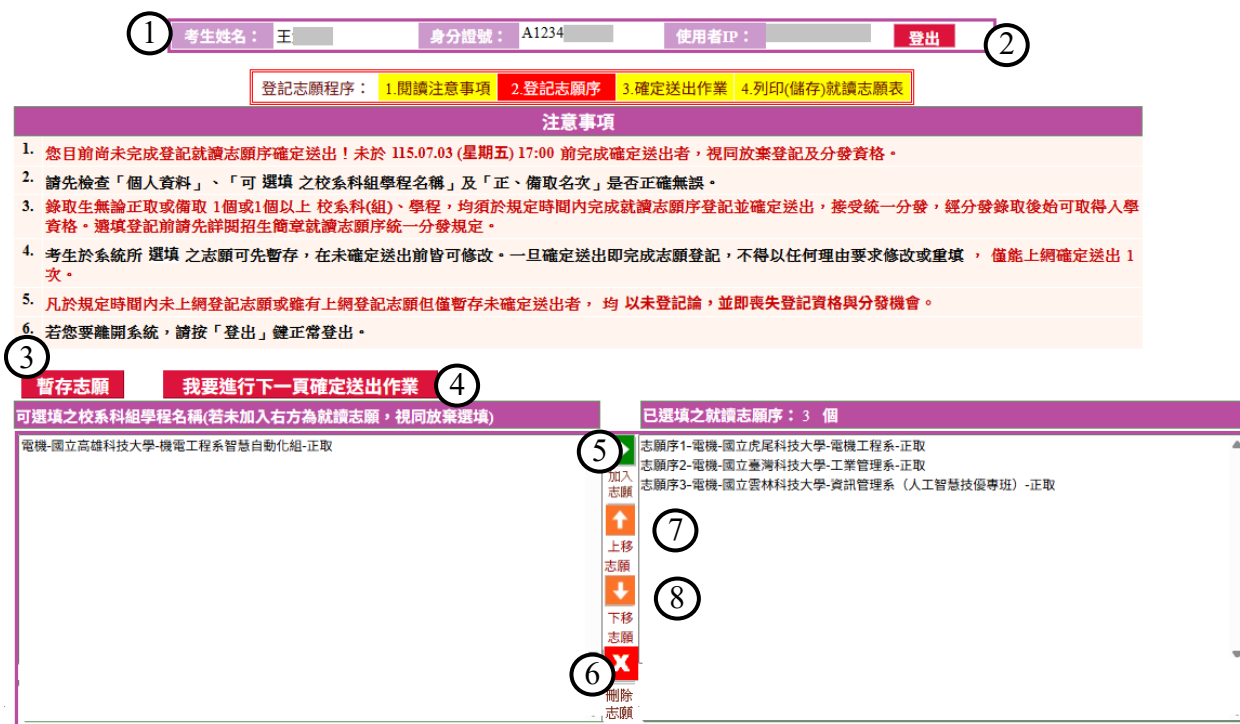 ① 考生姓名： 王 身分證號： A1234 使用者IP： 登出 ②
登記志願程序： 1.閱讀注意事項 2.登記志願序 3.確定送出作業 4.列印(儲存)就讀志願表
注意事項
1. 您目前尚未完成登記就讀志願序確定送出！未於 115.07.03 (星期五) 17:00 前完成確定送出者，視同放棄登記及分發資格。
2. 請先檢查「個人資料」、「可 選填 之校系科組學程名稱」及「正、備取名次」是否正確無誤。
3. 錄取生無論正取或備取 1個或1個以上 校系科(組)、學程，均須於規定時間內完成就讀志願序登記並確定送出，接受統一分發，經分發錄取後始可取得入學
資格。選填登記前請先詳閱招生簡章就讀志願序統一分發規定。
4. 考生於系統所 選填 之志願可先暫存，在未確定送出前皆可修改。一旦確定送出即完成志願登記，不得以任何理由要求修改或重填 ， 僅能上網確定送出 1
次。
5. 凡於規定時間內未上網登記志願或雖有上網登記志願但僅暫存未確定送出者， 均 以未登記論，並即喪失登記資格與分發機會。
6. 若您要離開系統，請按「登出」鍵正常登出。
③
暫存志願 我要進行下一頁確定送出作業 ④
可選填之校系科組學程名稱(若未加入右方為就讀志願，視同放棄選填)
電機-國立高雄科技大學-機電工程系智慧自動化組-正取
⑤
加入
志願
上移
志願
⑦
下移
志願
⑧
X
⑥
刪除
志願
已選填之就讀志願序：3 個
志願序1-電機-國立虎尾科技大學-電機工程系-正取
志願序2-電機-國立臺灣科技大學-工業管理系-正取
志願序3-電機-國立雲林科技大學-資訊管理系（人工智慧技優專班）-正取